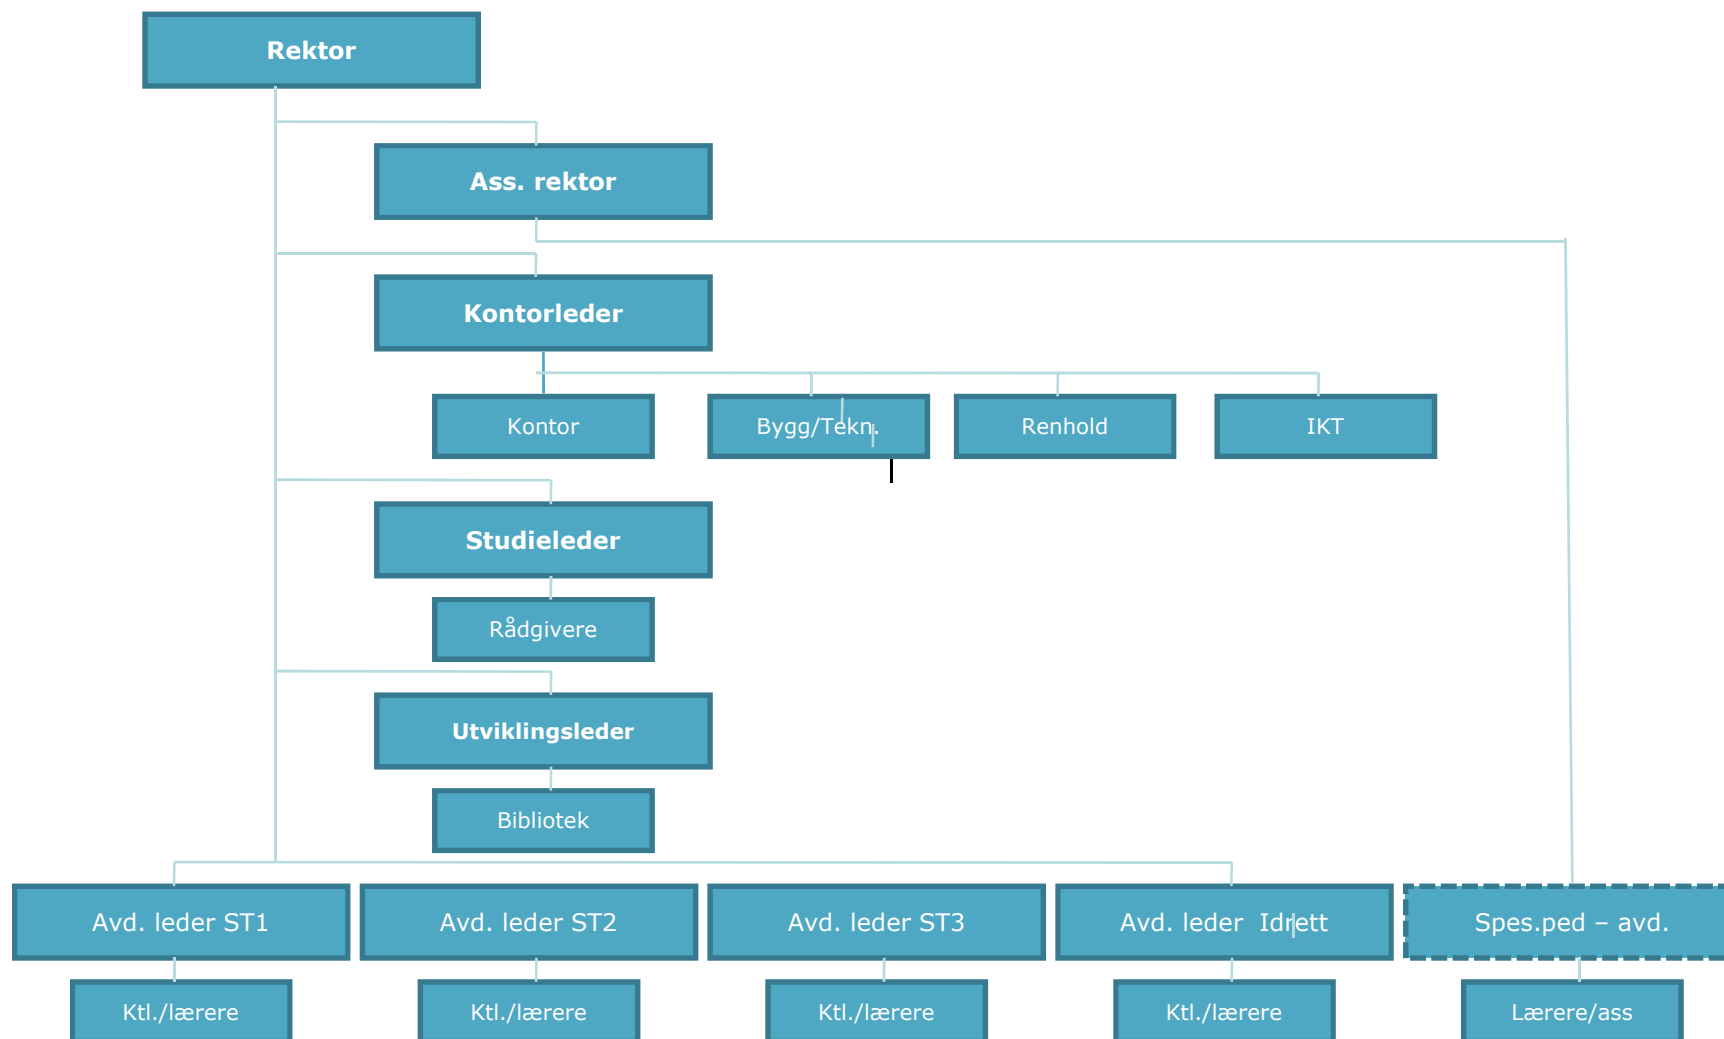 Rektor
Ass. rektor
Kontorleder
Kontor
Bygg/Tekn.
Renhold
IKT
Studieleder
Rådgivere
Utviklingsleder
Bibliotek
Avd. leder ST1
Avd. leder ST2
Avd. leder ST3
Avd. leder  Idrett
Spes.ped – avd.
Ktl./lærere
Ktl./lærere
Ktl./lærere
Ktl./lærere
Lærere/ass